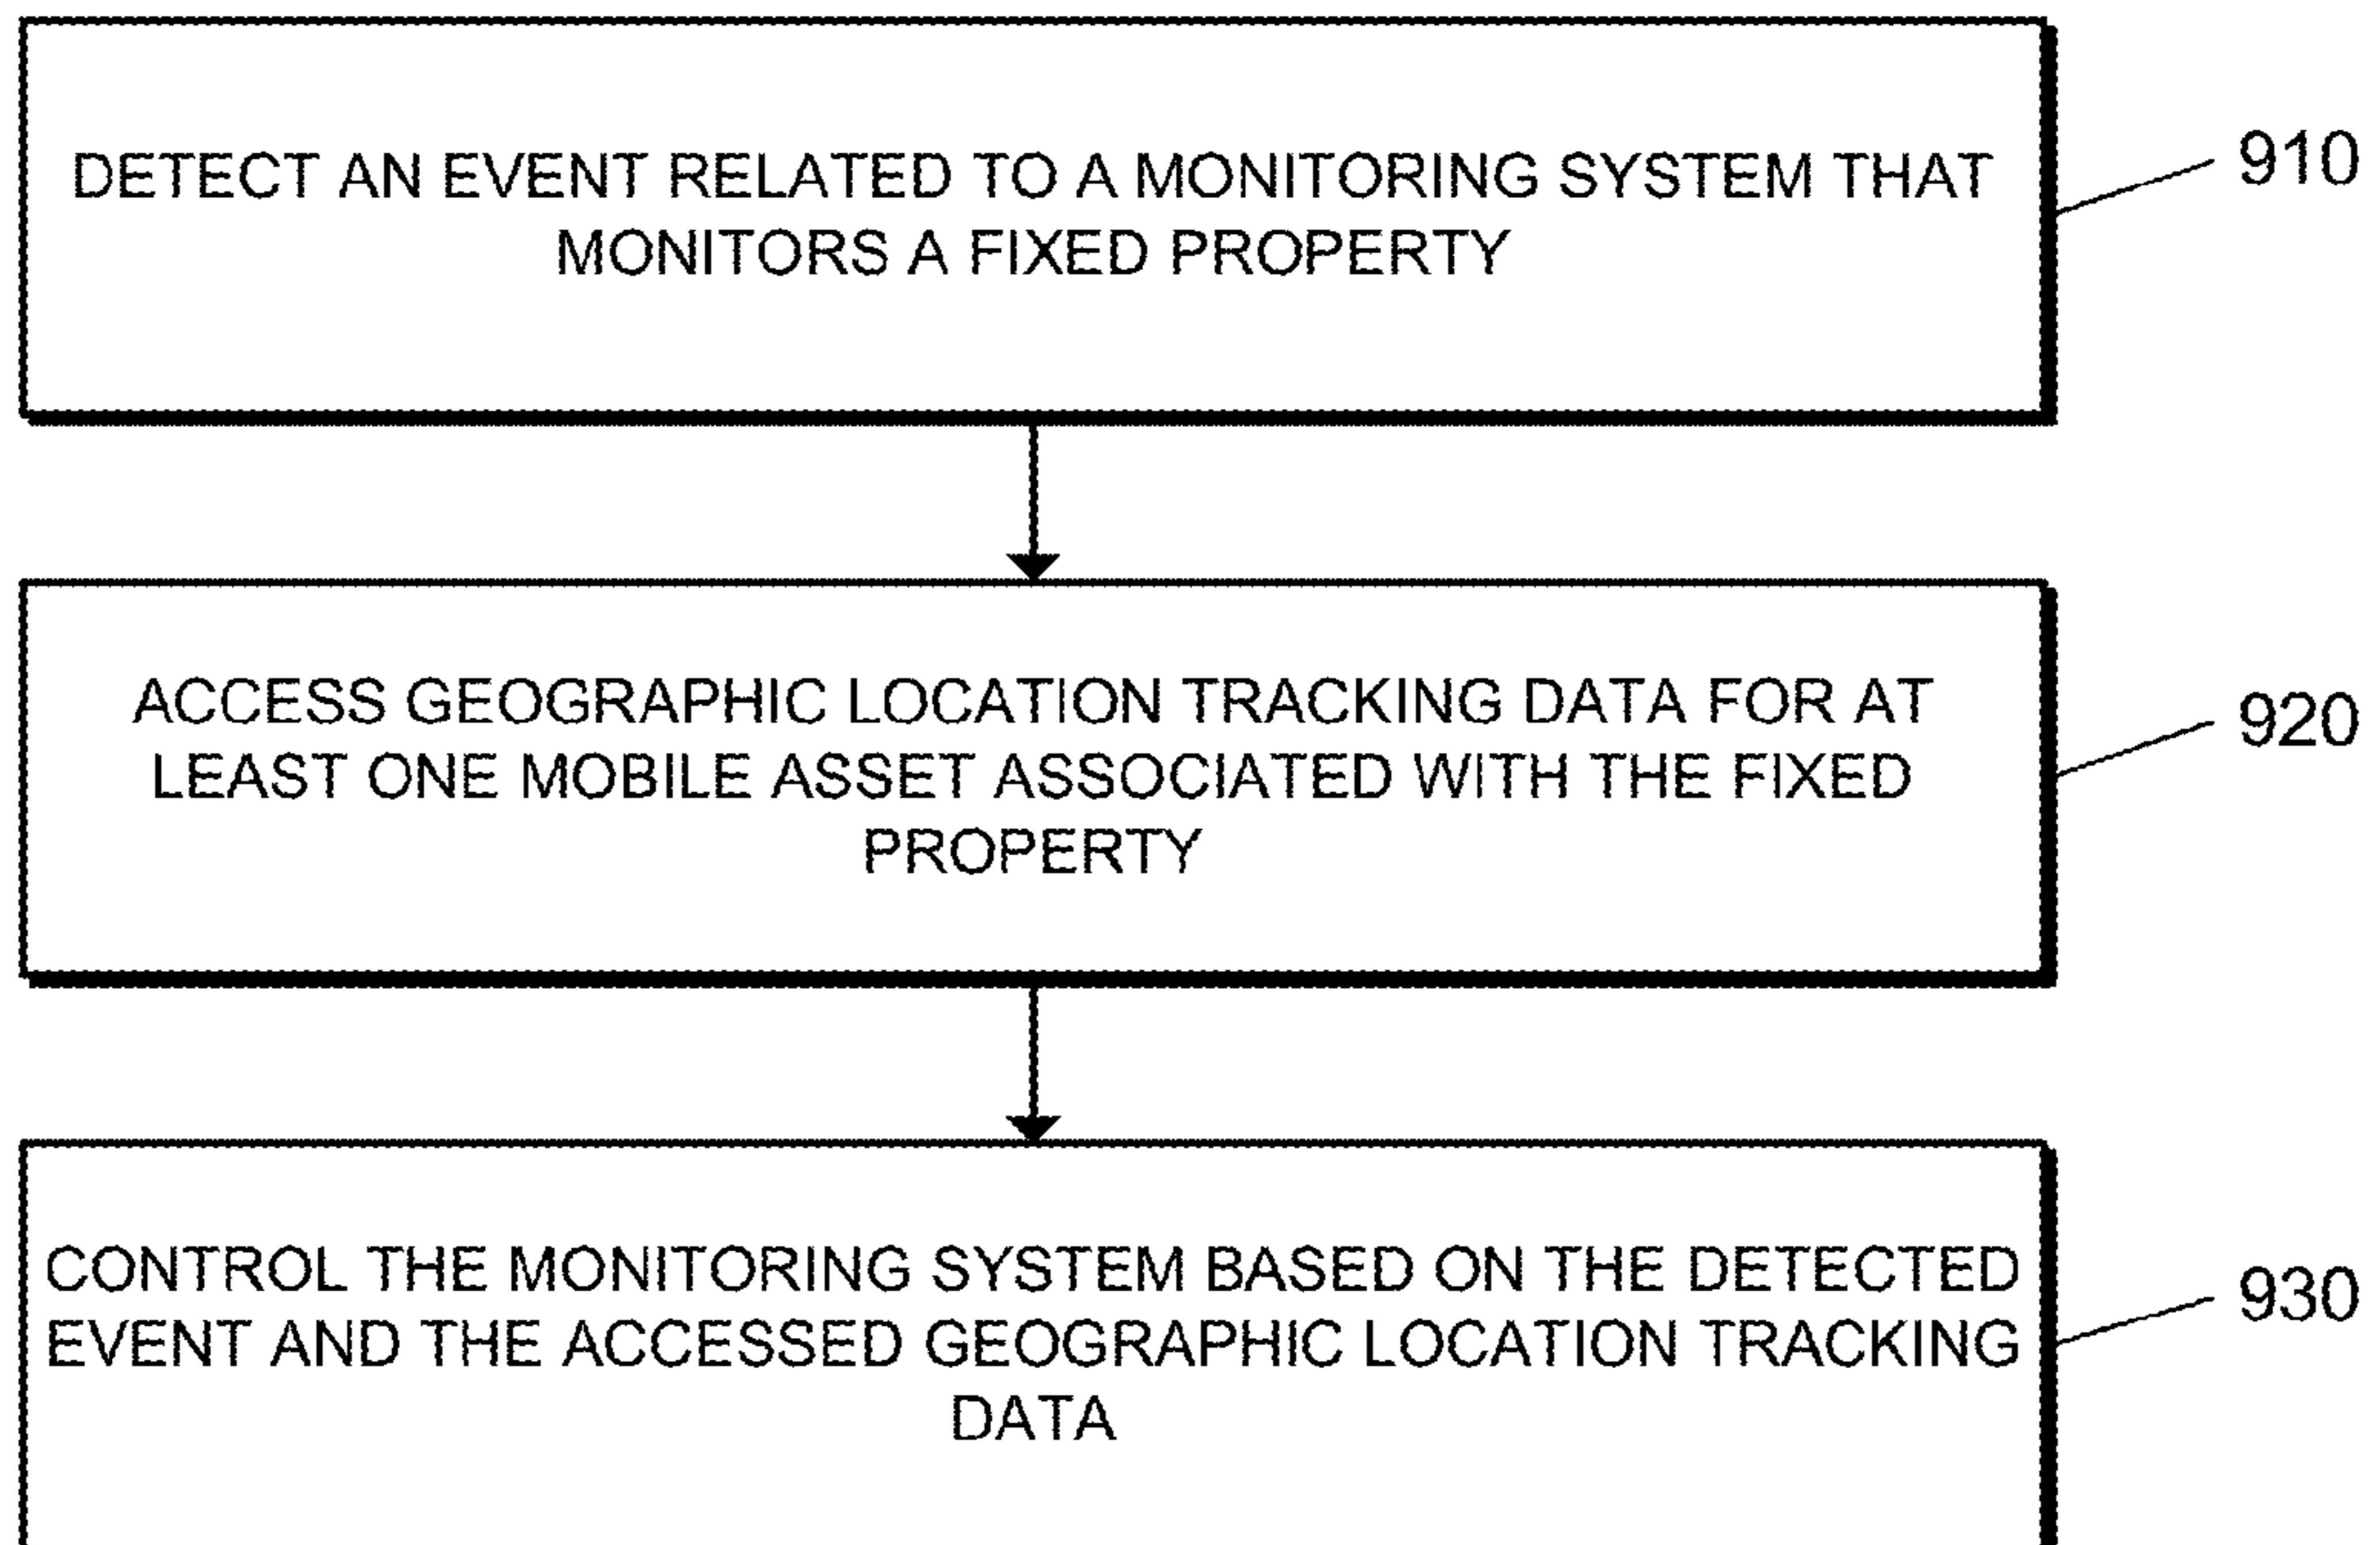 DETECT AN EVENT RELATED TO A MONITORING SYSTEM THAT
MONITORS A FIXED PROPERTY
910
ACCESS GEOGRAPHIC LOCATION TRACKING DATA FOR AT
LEAST ONE MOBILE ASSET ASSOCIATED WITH THE FIXED
PROPERTY
920
CONTROL THE MONITORING SYSTEM BASED ON THE DETECTED
EVENT AND THE ACCESSED GEOGRAPHIC LOCATION TRACKING
DATA
930